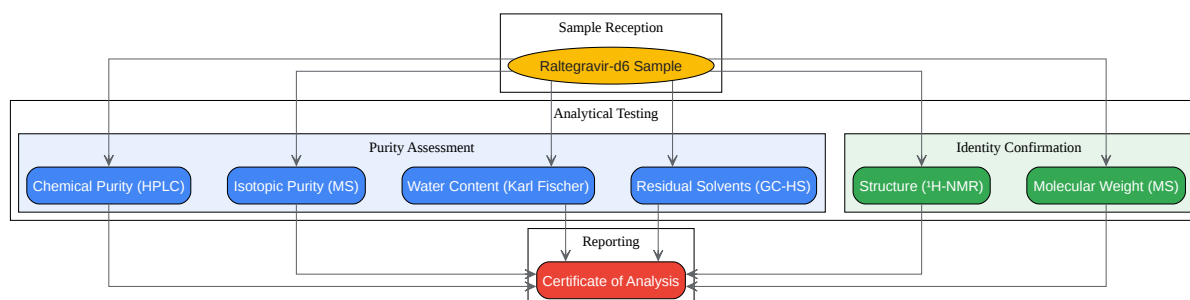 Sample Reception
Raltegravir-d6 Sample
Analytical Testing
Purity Assessment
Identity Confirmation
Chemical Purity (HPLC)
Isotopic Purity (MS)
Water Content (Karl Fischer)
Residual Solvents (GC-HS)
Structure (¹H-NMR)
Molecular Weight (MS)
Reporting
Certificate of Analysis